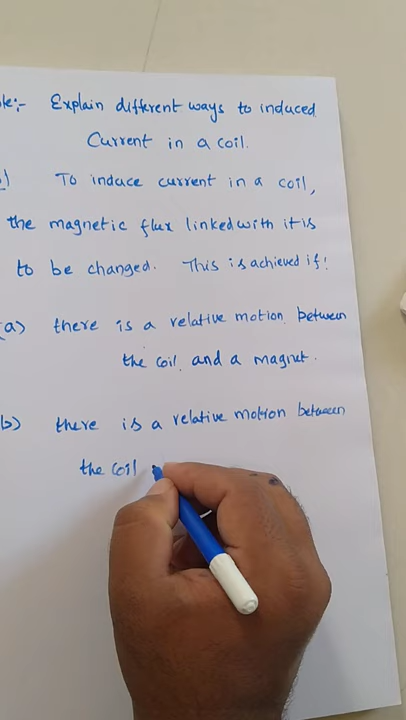 Explain different ways to induced
Current in a coil.
To induce current in a coil,
the magnetic flux linked with it is
to be changed. This is achieved if:
(a) there is a relative motion between
the coil and a magnet.
b) there is a relative motion between
the coil